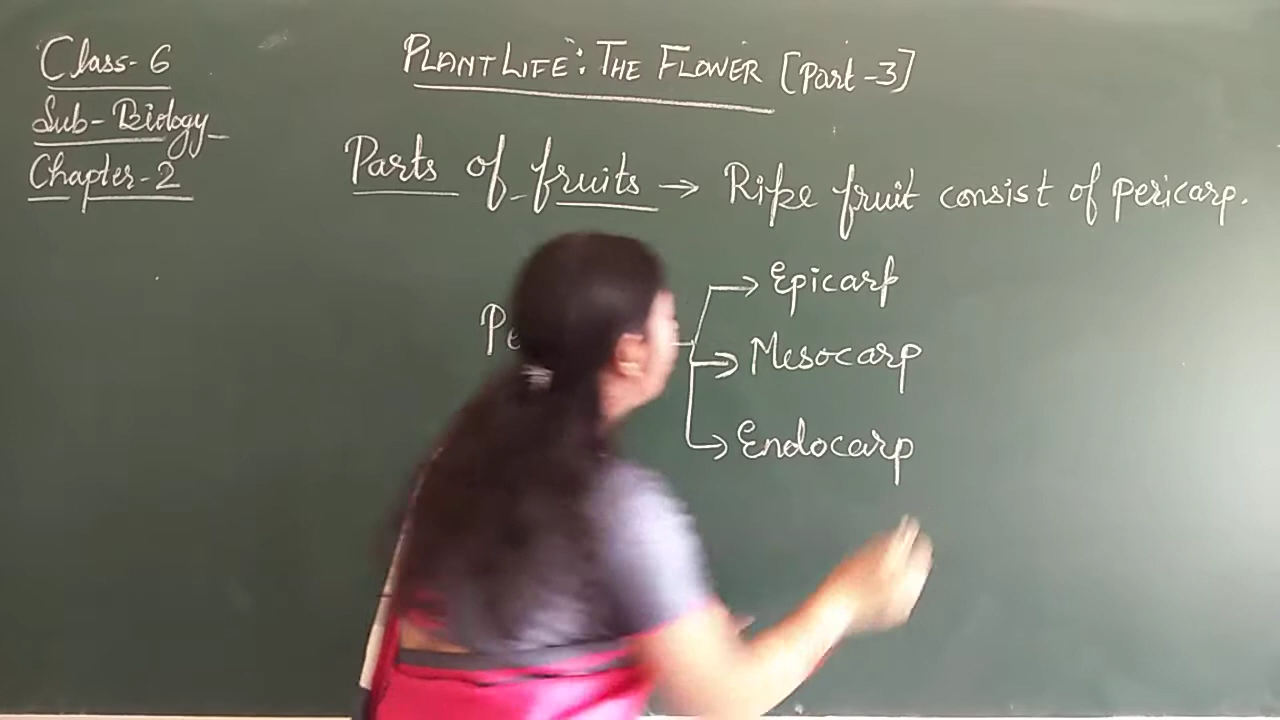 Class-6
Sub-Biology
Chapter-2
PLANT LIFE: THE FLOWER [Part-3]
Parts of fruits → Ripe fruit consist of pericarp.
→ Epicarp
→ Mesocarp
→ Endocarp